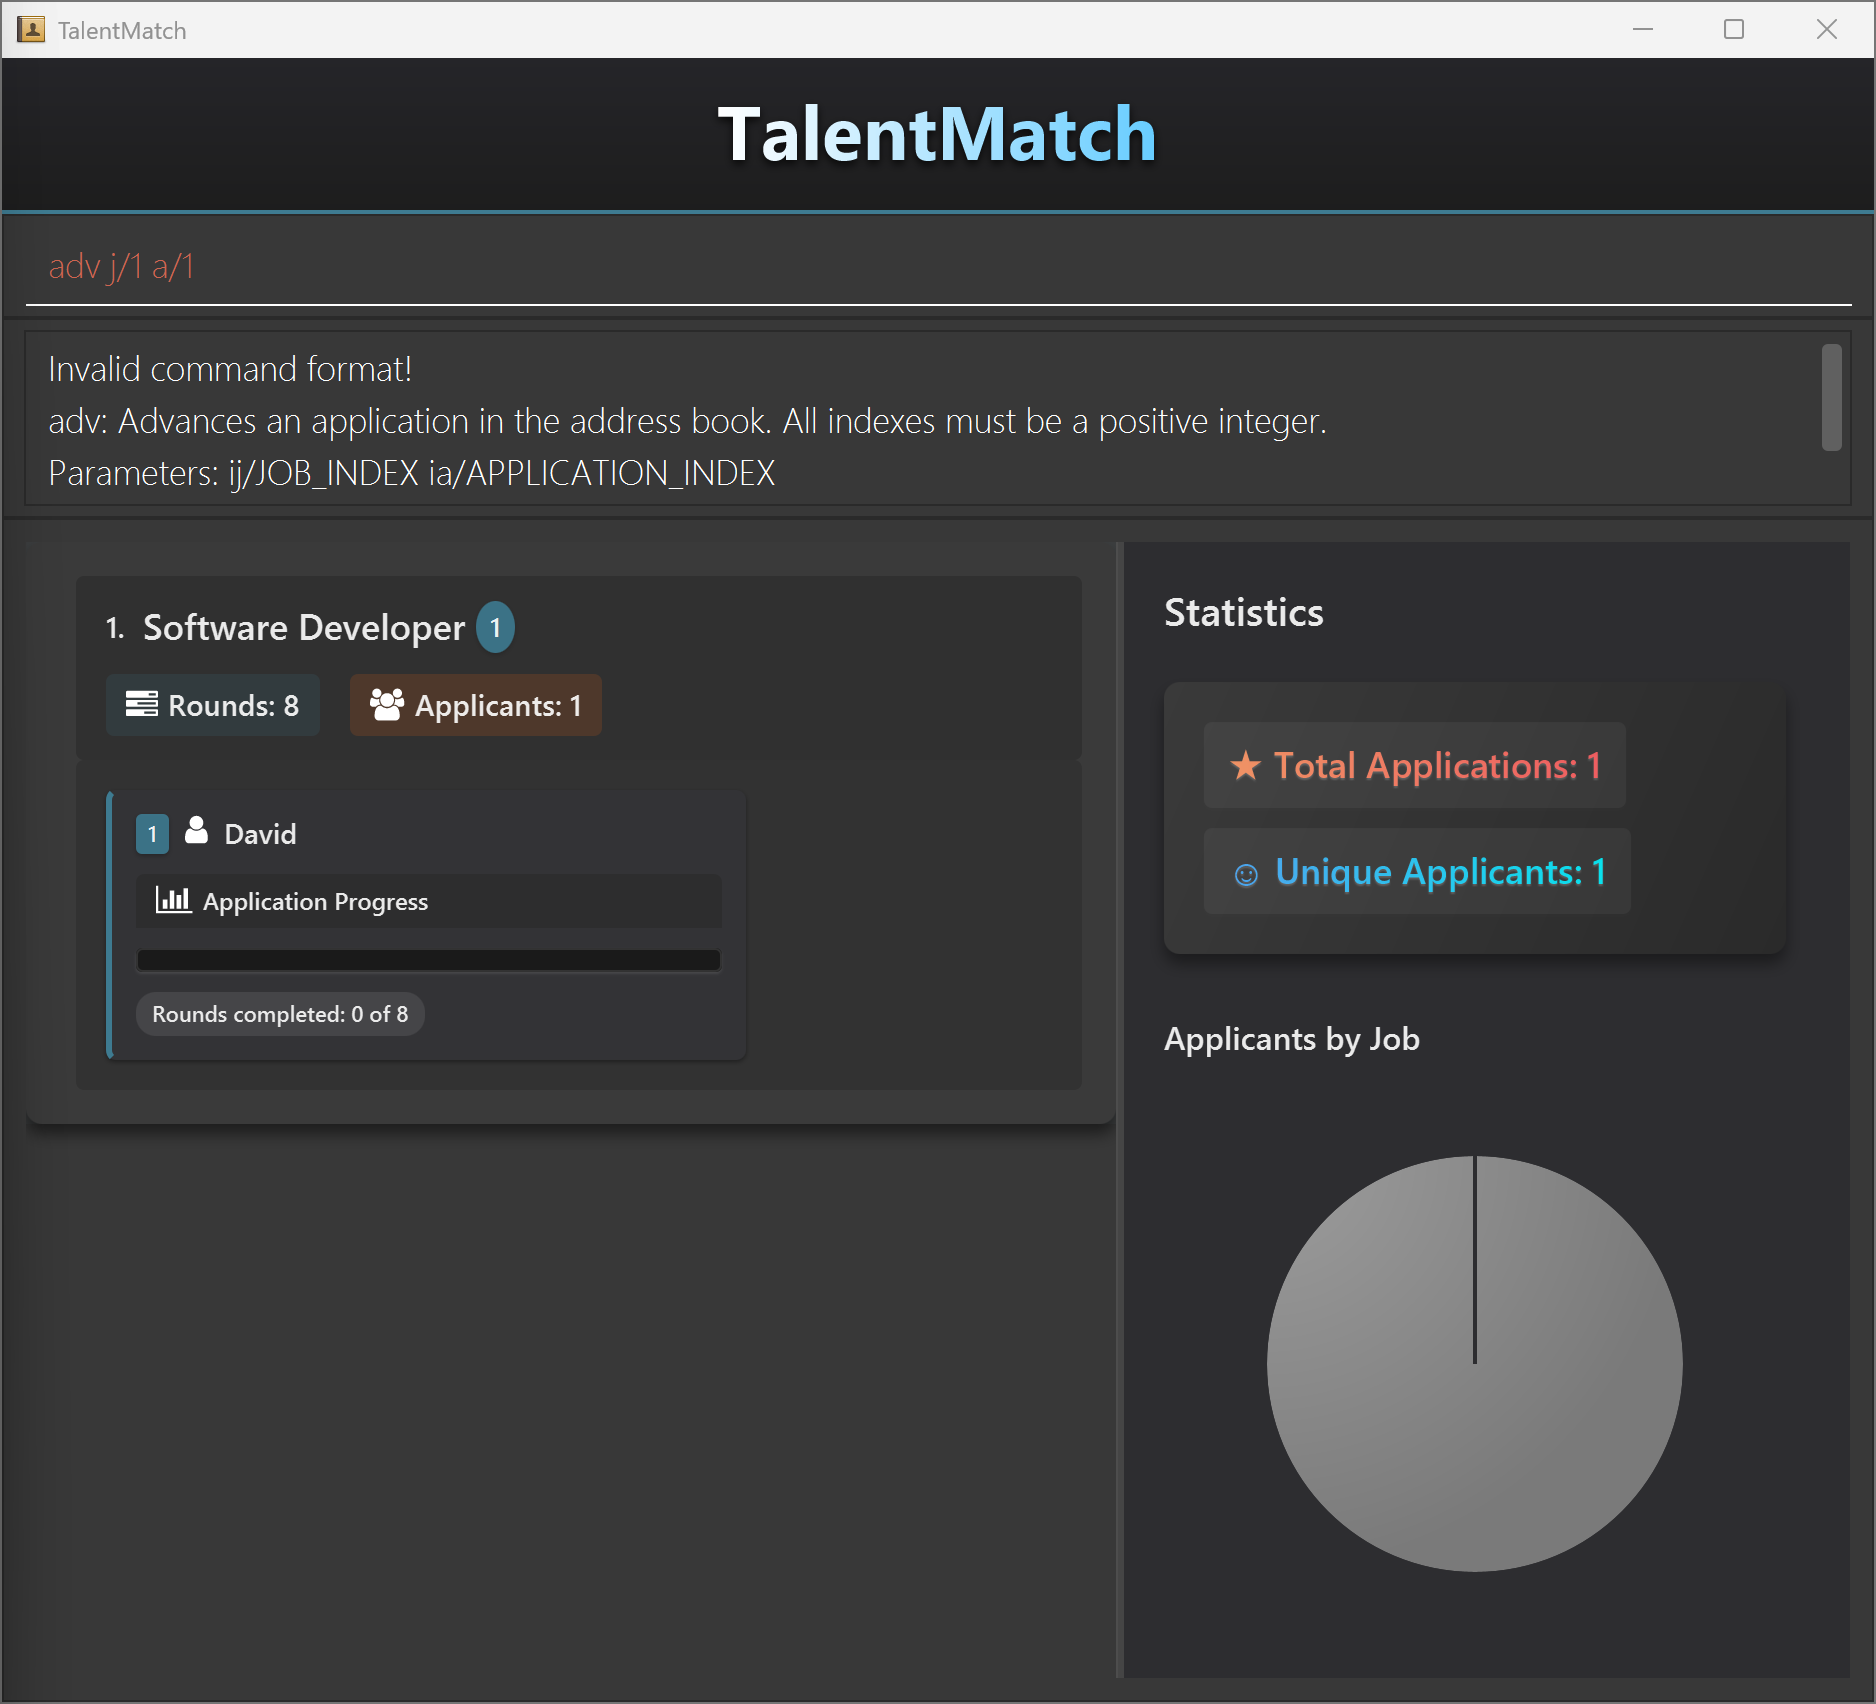 TalentMatch
TalentMatch
adv j/1 a/1
Invalid command format!
adv: Advances an application in the address book. All indexes must be a positive integer.
Parameters: ij/JOB_INDEX ia/APPLICATION_INDEX
1. Software Developer 1
Rounds: 8 Applicants: 1
1 David
Application Progress
Rounds completed: 0 of 8
Statistics
★ Total Applications: 1
☺ Unique Applicants: 1
Applicants by Job